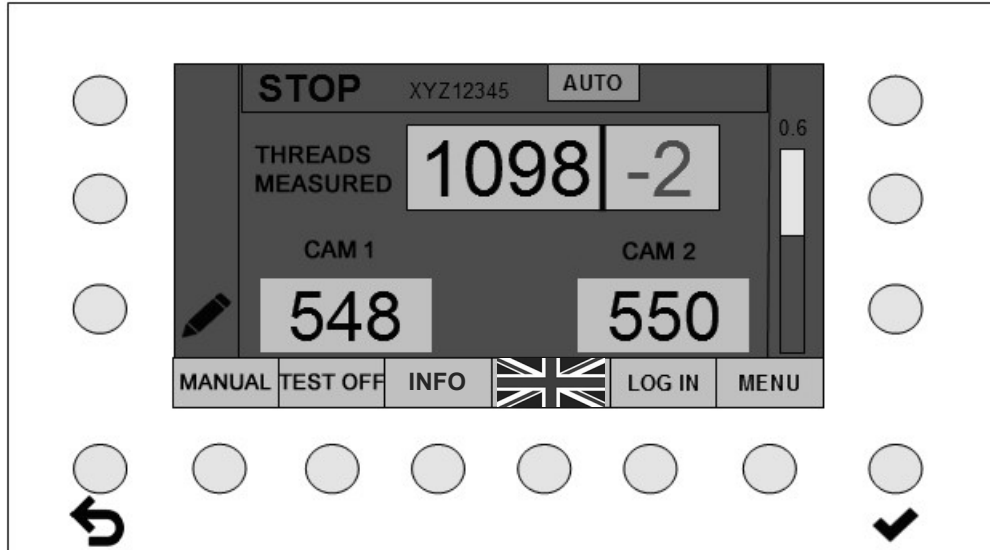 STOP XYZ12345 AUTO
0.6
THREADS
MEASURED
1098 -2
CAM 1 CAM 2
548 550
MANUAL TEST OFF INFO LOG IN MENU